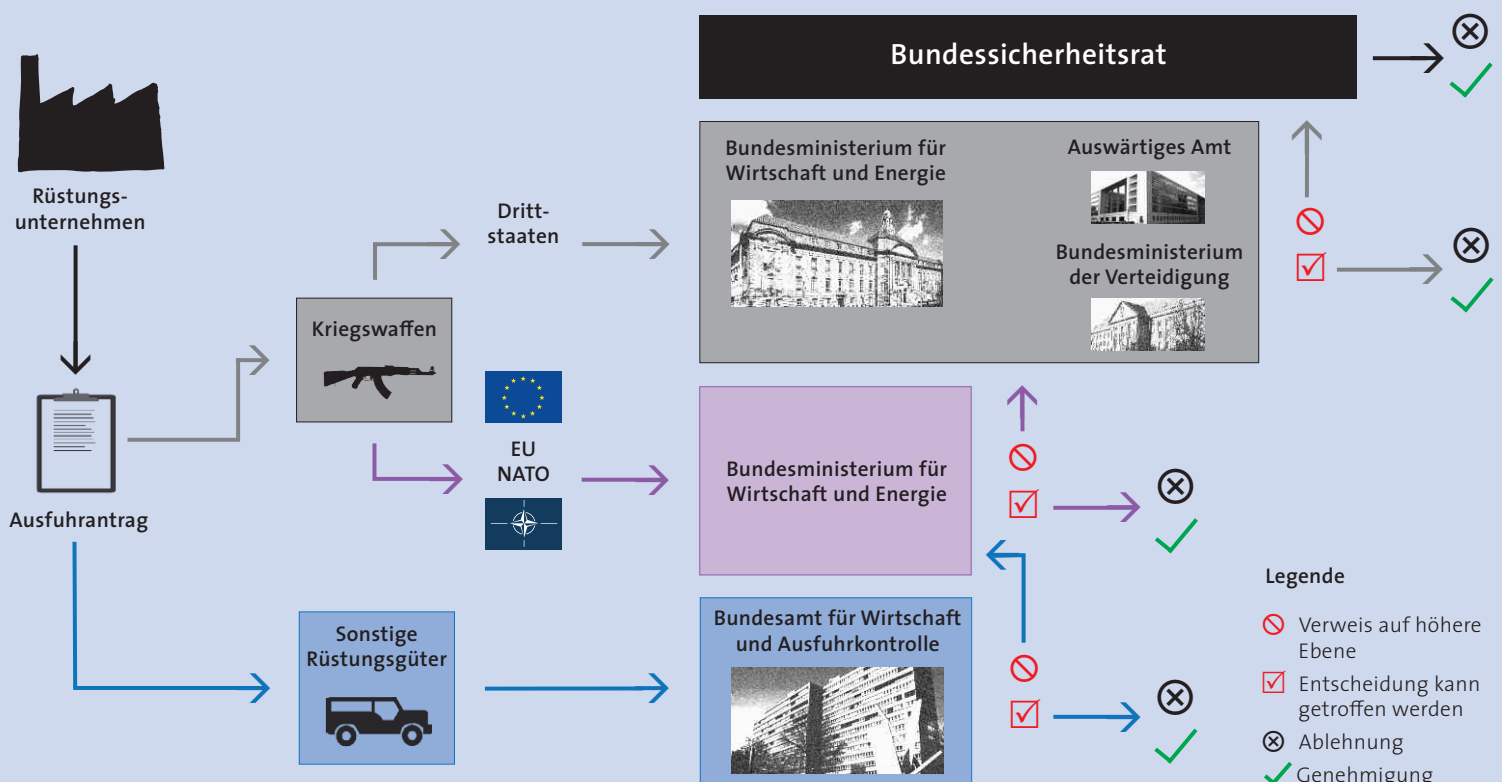 Bundessicherheitsrat
Rüstungs-
unternehmen
Ausfuhrantrag
Kriegswaffen
Dritt-
staaten
EU
NATO
Sonstige
Rüstungsgüter
Bundesministerium für
Wirtschaft und Energie
Auswärtiges Amt
Bundesministerium
der Verteidigung
Bundesministerium für
Wirtschaft und Energie
Bundesamt für Wirtschaft
und Ausfuhrkontrolle
Legende
Verweis auf höhere
Ebene
Entscheidung kann
getroffen werden
Ablehnung
Genehmigung